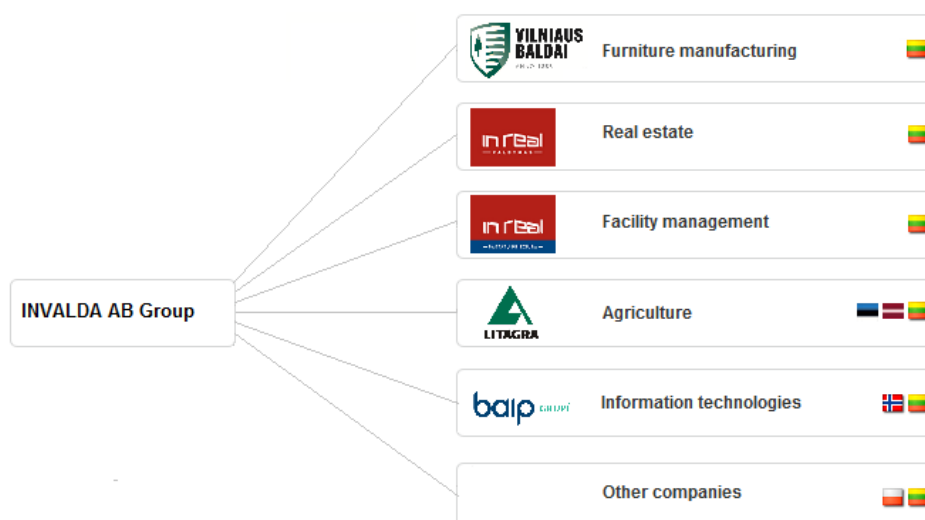 VILNIAUS
BALDAI
Furniture manufacturing
in real
Real estate
in real
Facility management
INVALDA AB Group
LITAGRA
Agriculture
baip
Information technologies
Other companies